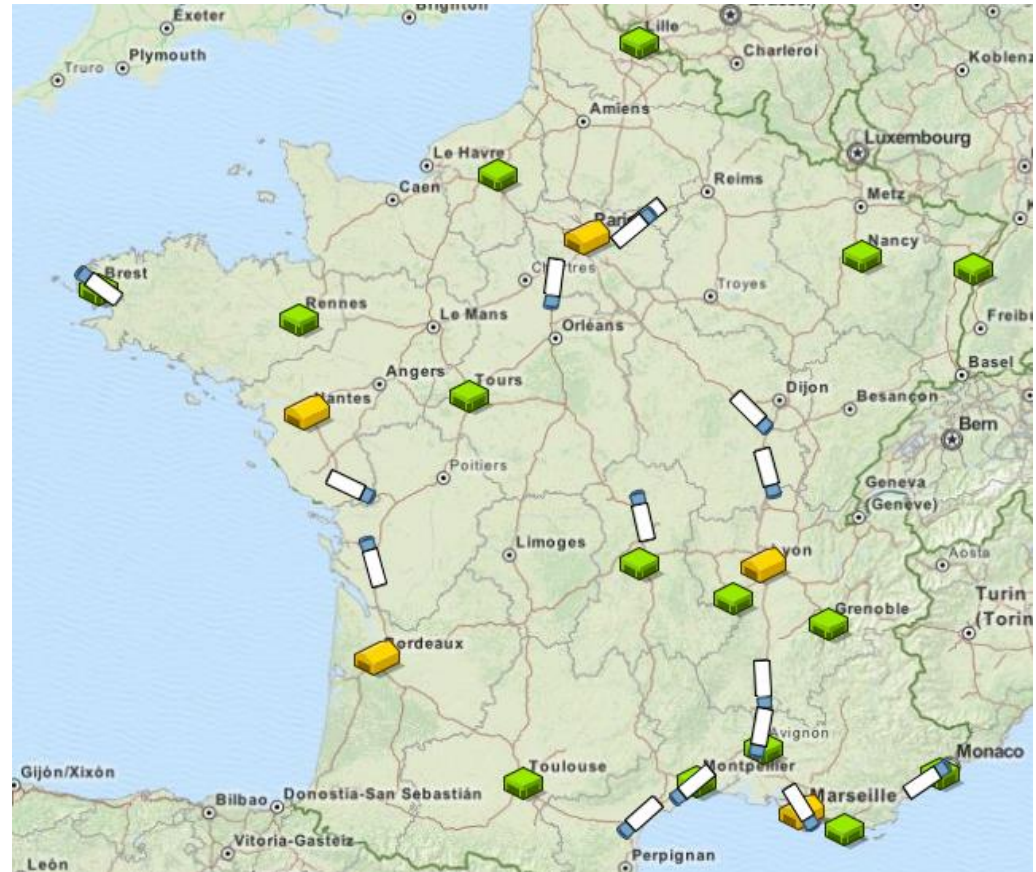 Brighton
Exeter
Lille
Plymouth
Charleroi
Truro
Koblenz
Amiens
Luxembourg
Le Havre
Reims
Metz
Caen
Paris
Nancy
Brest
Troyes
Rennes
Freibu
Le Mans
Orléans
Basel
Angers
Tours
Dijon
Besançon
Nantes
Bern
Poitiers
Geneva
(Genève)
Limoges
Lyon
Aosta
Turin
(Torin
Grenoble
Bordeaux
Avignon
Monaco
Gijón/Xixón
Toulouse
Montpellier
Bilbao
Donostia-San Sebastián
Marseille
Vitoria-Gasteiz
León
Perpignan